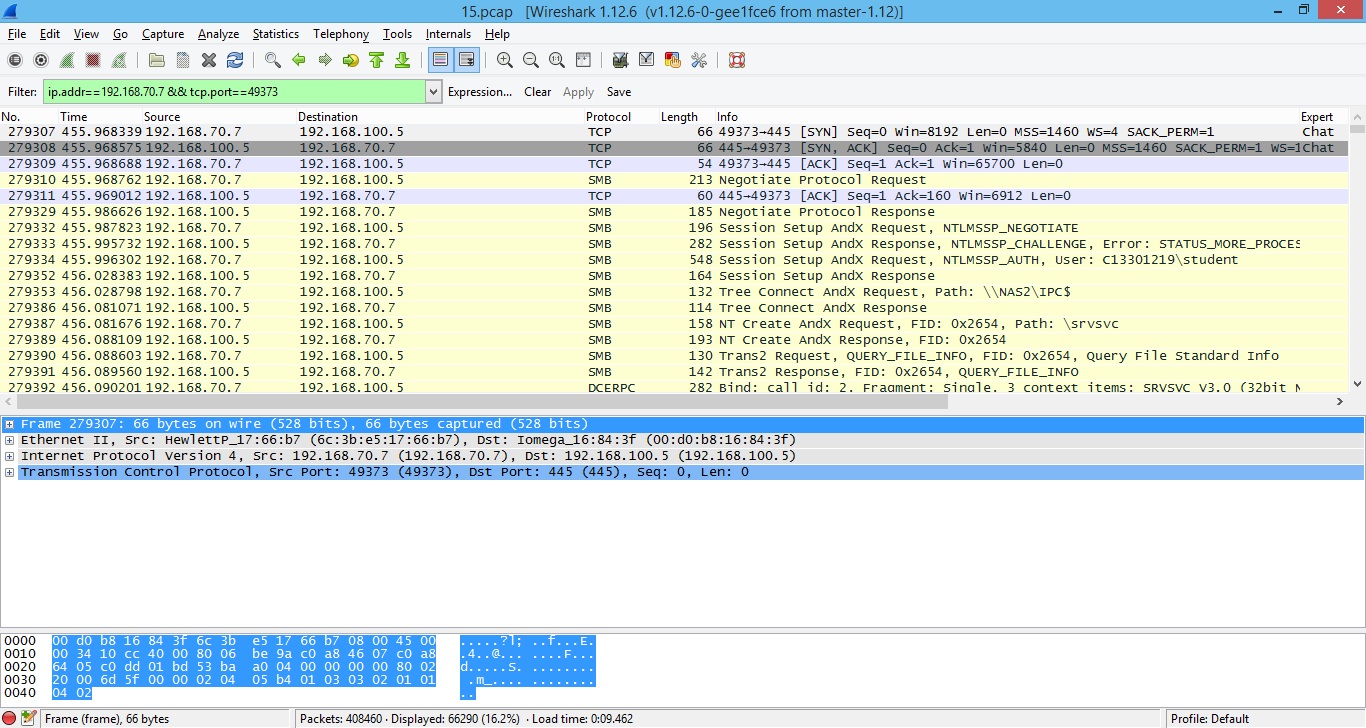 15.pcap [Wireshark 1.12.6 (v1.12.6-0-gee1fce6 from master-1.12)]
File Edit View Go Capture Analyze Statistics Telephony Tools Internals Help
Filter: ip.addr==192.168.70.7 && tcp.port==49373 Expression... Clear Apply Save
No. Time Source Destination Protocol Length Info Expert
279307 455.968339 192.168.70.7 192.168.100.5 TCP 66 49373→445 [SYN] Seq=0 Win=8192 Len=0 MSS=1460 WS=4 SACK_PERM=1 Chat
279308 455.968575 192.168.100.5 192.168.70.7 TCP 66 445→49373 [SYN, ACK] Seq=0 Ack=1 Win=5840 Len=0 MSS=1460 SACK_PERM=1 WS=1 Chat
279309 455.968688 192.168.70.7 192.168.100.5 TCP 54 49373→445 [ACK] Seq=1 Ack=1 Win=65700 Len=0
279310 455.968762 192.168.70.7 192.168.100.5 SMB 213 Negotiate Protocol Request
279311 455.969012 192.168.100.5 192.168.70.7 TCP 60 445→49373 [ACK] Seq=1 Ack=160 Win=6912 Len=0
279329 455.986626 192.168.100.5 192.168.70.7 SMB 185 Negotiate Protocol Response
279332 455.987823 192.168.70.7 192.168.100.5 SMB 196 Session Setup AndX Request, NTLMSSP_NEGOTIATE
279333 455.995732 192.168.100.5 192.168.70.7 SMB 282 Session Setup AndX Response, NTLMSSP_CHALLENGE, Error: STATUS_MORE_PROCES
279334 455.996302 192.168.70.7 192.168.100.5 SMB 548 Session Setup AndX Request, NTLMSSP_AUTH, User: C13301219\student
279352 456.028383 192.168.100.5 192.168.70.7 SMB 164 Session Setup AndX Response
279353 456.028798 192.168.70.7 192.168.100.5 SMB 132 Tree Connect AndX Request, Path: \\NAS2\IPC$
279386 456.081071 192.168.100.5 192.168.70.7 SMB 114 Tree Connect AndX Response
279387 456.081676 192.168.70.7 192.168.100.5 SMB 158 NT Create AndX Request, FID: 0x2654, Path: \srvsvc
279389 456.088109 192.168.100.5 192.168.70.7 SMB 193 NT Create AndX Response, FID: 0x2654
279390 456.088603 192.168.70.7 192.168.100.5 SMB 130 Trans2 Request, QUERY_FILE_INFO, FID: 0x2654, Query File Standard Info
279391 456.089560 192.168.100.5 192.168.70.7 SMB 142 Trans2 Response, FID: 0x2654, QUERY_FILE_INFO
279392 456.090201 192.168.70.7 192.168.100.5 DCERPC 282 Bind: call_id: 2, Fragment: Single, 3 context items: SRVSVC V3.0 (32bit N
Frame 279307: 66 bytes on wire (528 bits), 66 bytes captured (528 bits)
Ethernet II, Src: HewlettP_17:66:b7 (6c:3b:e5:17:66:b7), Dst: Iomega_16:84:3f (00:d0:b8:16:84:3f)
Internet Protocol Version 4, Src: 192.168.70.7 (192.168.70.7), Dst: 192.168.100.5 (192.168.100.5)
Transmission Control Protocol, Src Port: 49373 (49373), Dst Port: 445 (445), Seq: 0, Len: 0
0000 00 d0 b8 16 84 3f 6c 3b e5 17 66 b7 08 00 45 00 .....?l; ..f...E.
0010 00 34 10 cc 40 00 80 06 be 9a c0 a8 46 07 c0 a8 .4..@... ....F...
0020 64 05 c0 dd 01 bd 53 ba a0 04 00 00 00 00 80 02 d.....S. ........
0030 20 00 6d 5f 00 00 02 04 05 b4 01 03 03 02 01 01  .m_.... ........
0040 04 02 ..
Frame (frame), 66 bytes Packets: 408460 · Displayed: 66290 (16.2%) · Load time: 0:09.462 Profile: Default